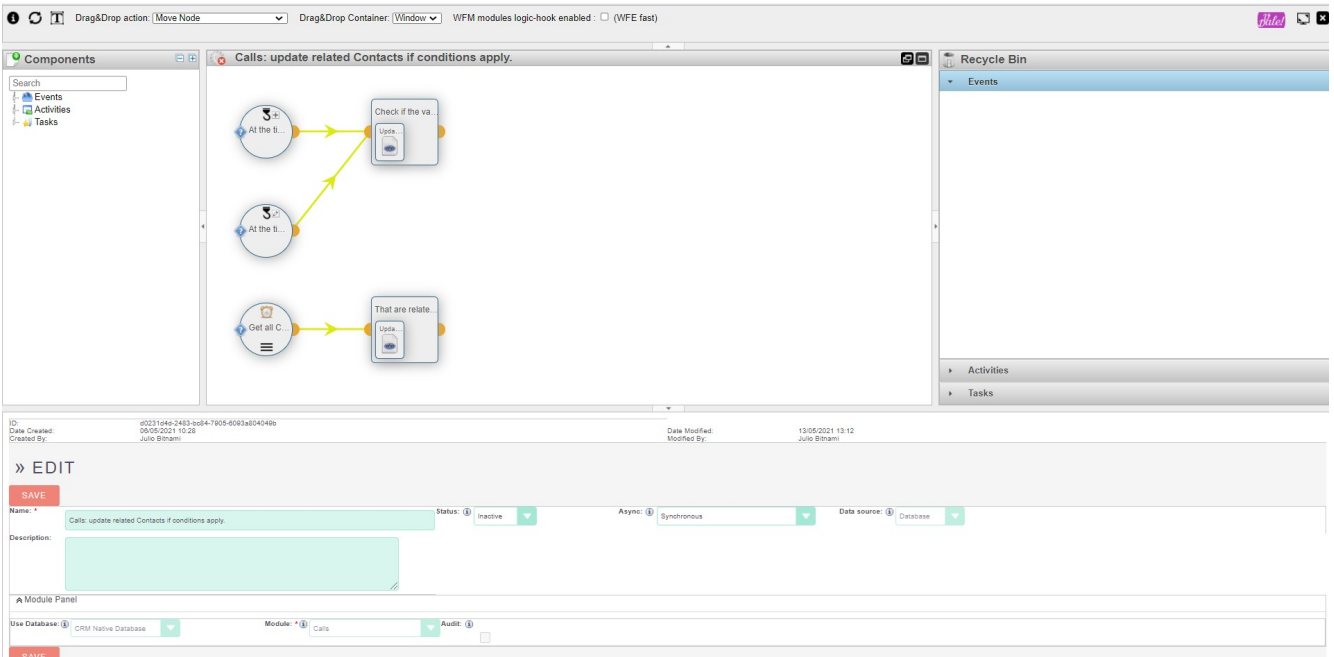 Drag&Drop action: Move Node Drag&Drop Container: Window WFM modules logic-hook enabled : (WFE fast)
Components
Search
Events
Activities
Tasks
Calls: update related Contacts if conditions apply.
At the ti...
Check if the va...
Upda...
At the ti...
Get all C...
That are relate...
Upda...
Recycle Bin
Events
Activities
Tasks
ID: d0231d4d-2483-bc84-7905-6093a804049b
Date Created: 06/05/2021 10:28 Date Modified: 13/05/2021 13:12
Created By: Julio Bitnami Modified By: Julio Bitnami
» EDIT
SAVE
Name: * Calls: update related Contacts if conditions apply. Status: Inactive Async: Synchronous Data source: Database
Description:
Module Panel
Use Database: CRM Native Database Module: * Calls Audit:
SAVE